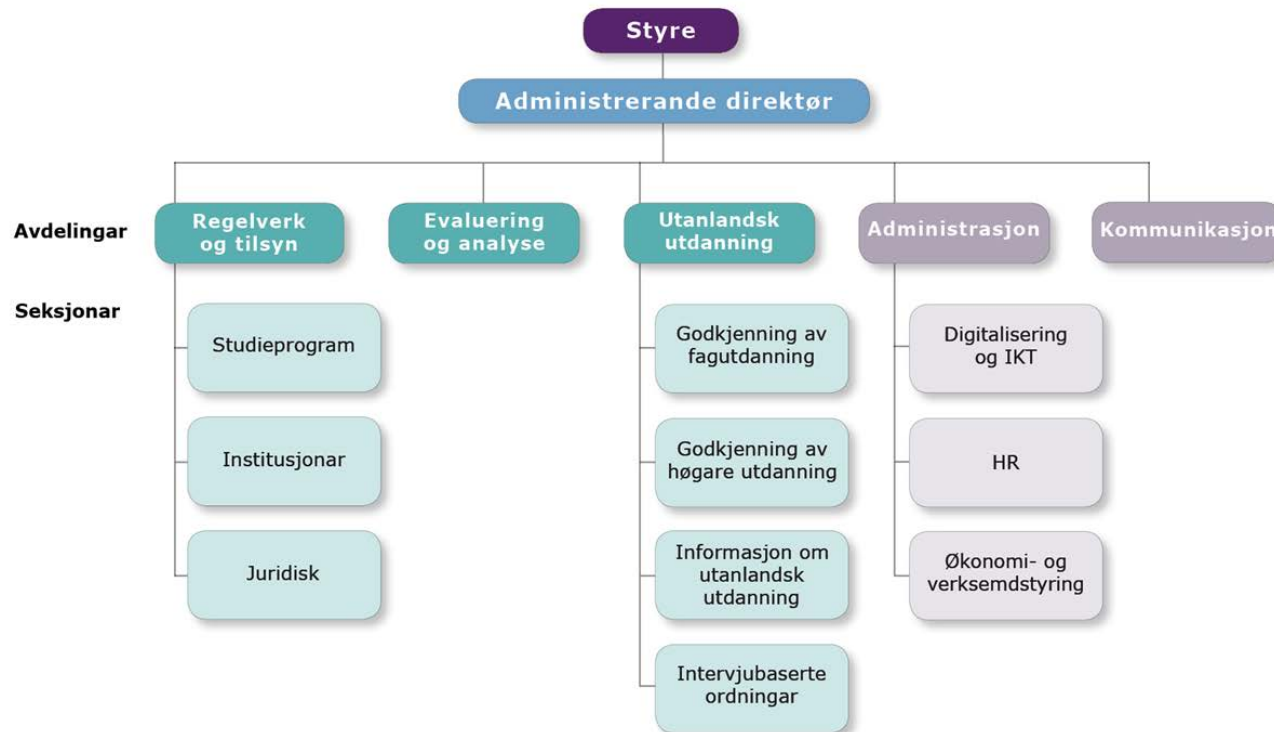 Styre
Administrerande direktør
Avdelingar
Regelverk
og tilsyn
Evaluering
og analyse
Utanlandsk
utdanning
Administrasjon
Kommunikasjon
Seksjonar
Studieprogram
Godkjenning av
fagutdanning
Digitalisering
og IKT
Institusjonar
Godkjenning av
høgare utdanning
HR
Juridisk
Informasjon om
utanlandsk
utdanning
Økonomi- og
verksemdstyring
Intervjubaserte
ordningar